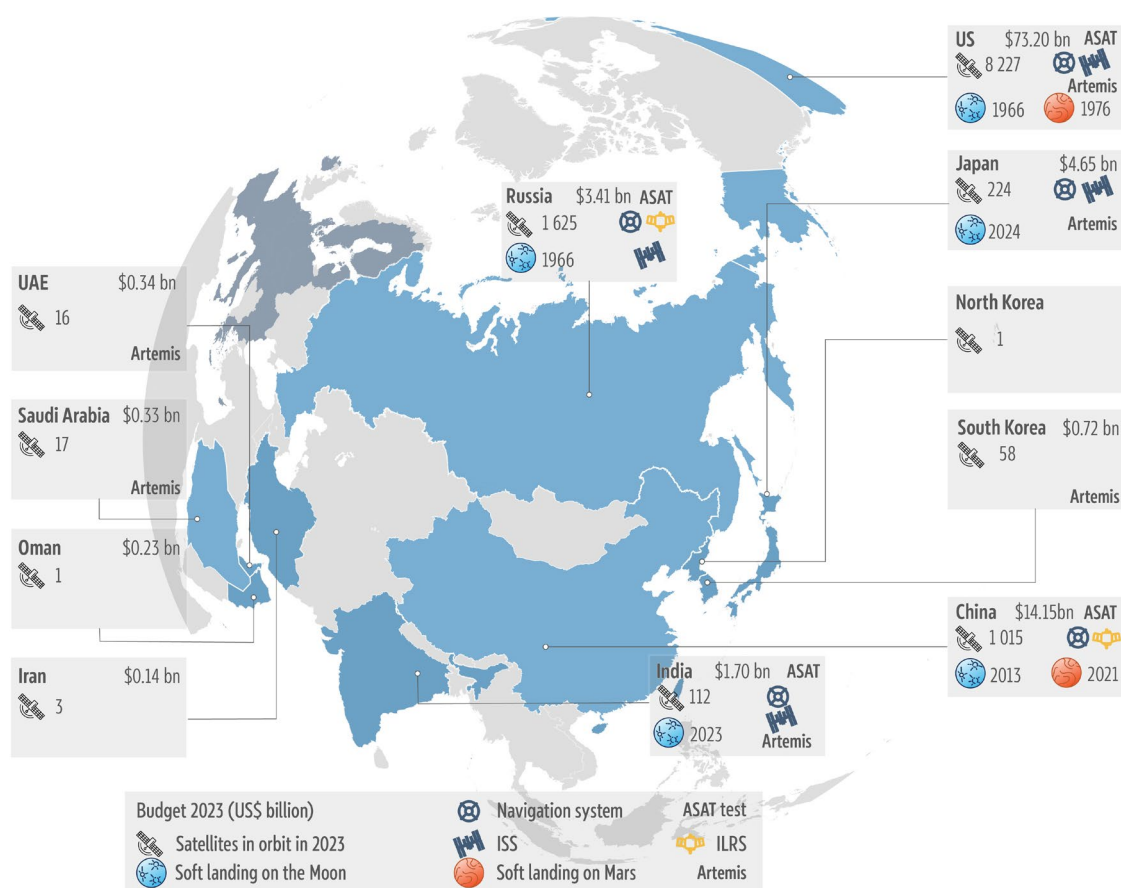 US $73.20 bn ASAT
8 227
Artemis
1966 1976
Japan $4.65 bn
224
2024 Artemis
Russia $3.41 bn ASAT
1 625
1966
UAE $0.34 bn
16
Artemis
North Korea
1
Saudi Arabia $0.33 bn
17
Artemis
South Korea $0.72 bn
58
Artemis
Oman $0.23 bn
1
China $14.15bn ASAT
1 015
2013 2021
Iran $0.14 bn
3
India $1.70 bn ASAT
112
2023 Artemis
Budget 2023 (US$ billion) Navigation system ASAT test
Satellites in orbit in 2023 ISS ILRS
Soft landing on the Moon Soft landing on Mars Artemis